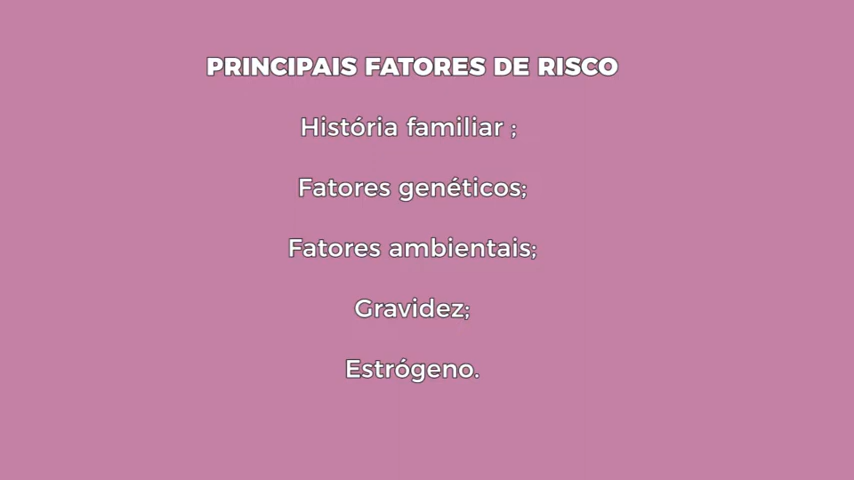 PRINCIPAIS FATORES DE RISCO
História familiar ;
Fatores genéticos;
Fatores ambientais;
Gravidez;
Estrógeno.